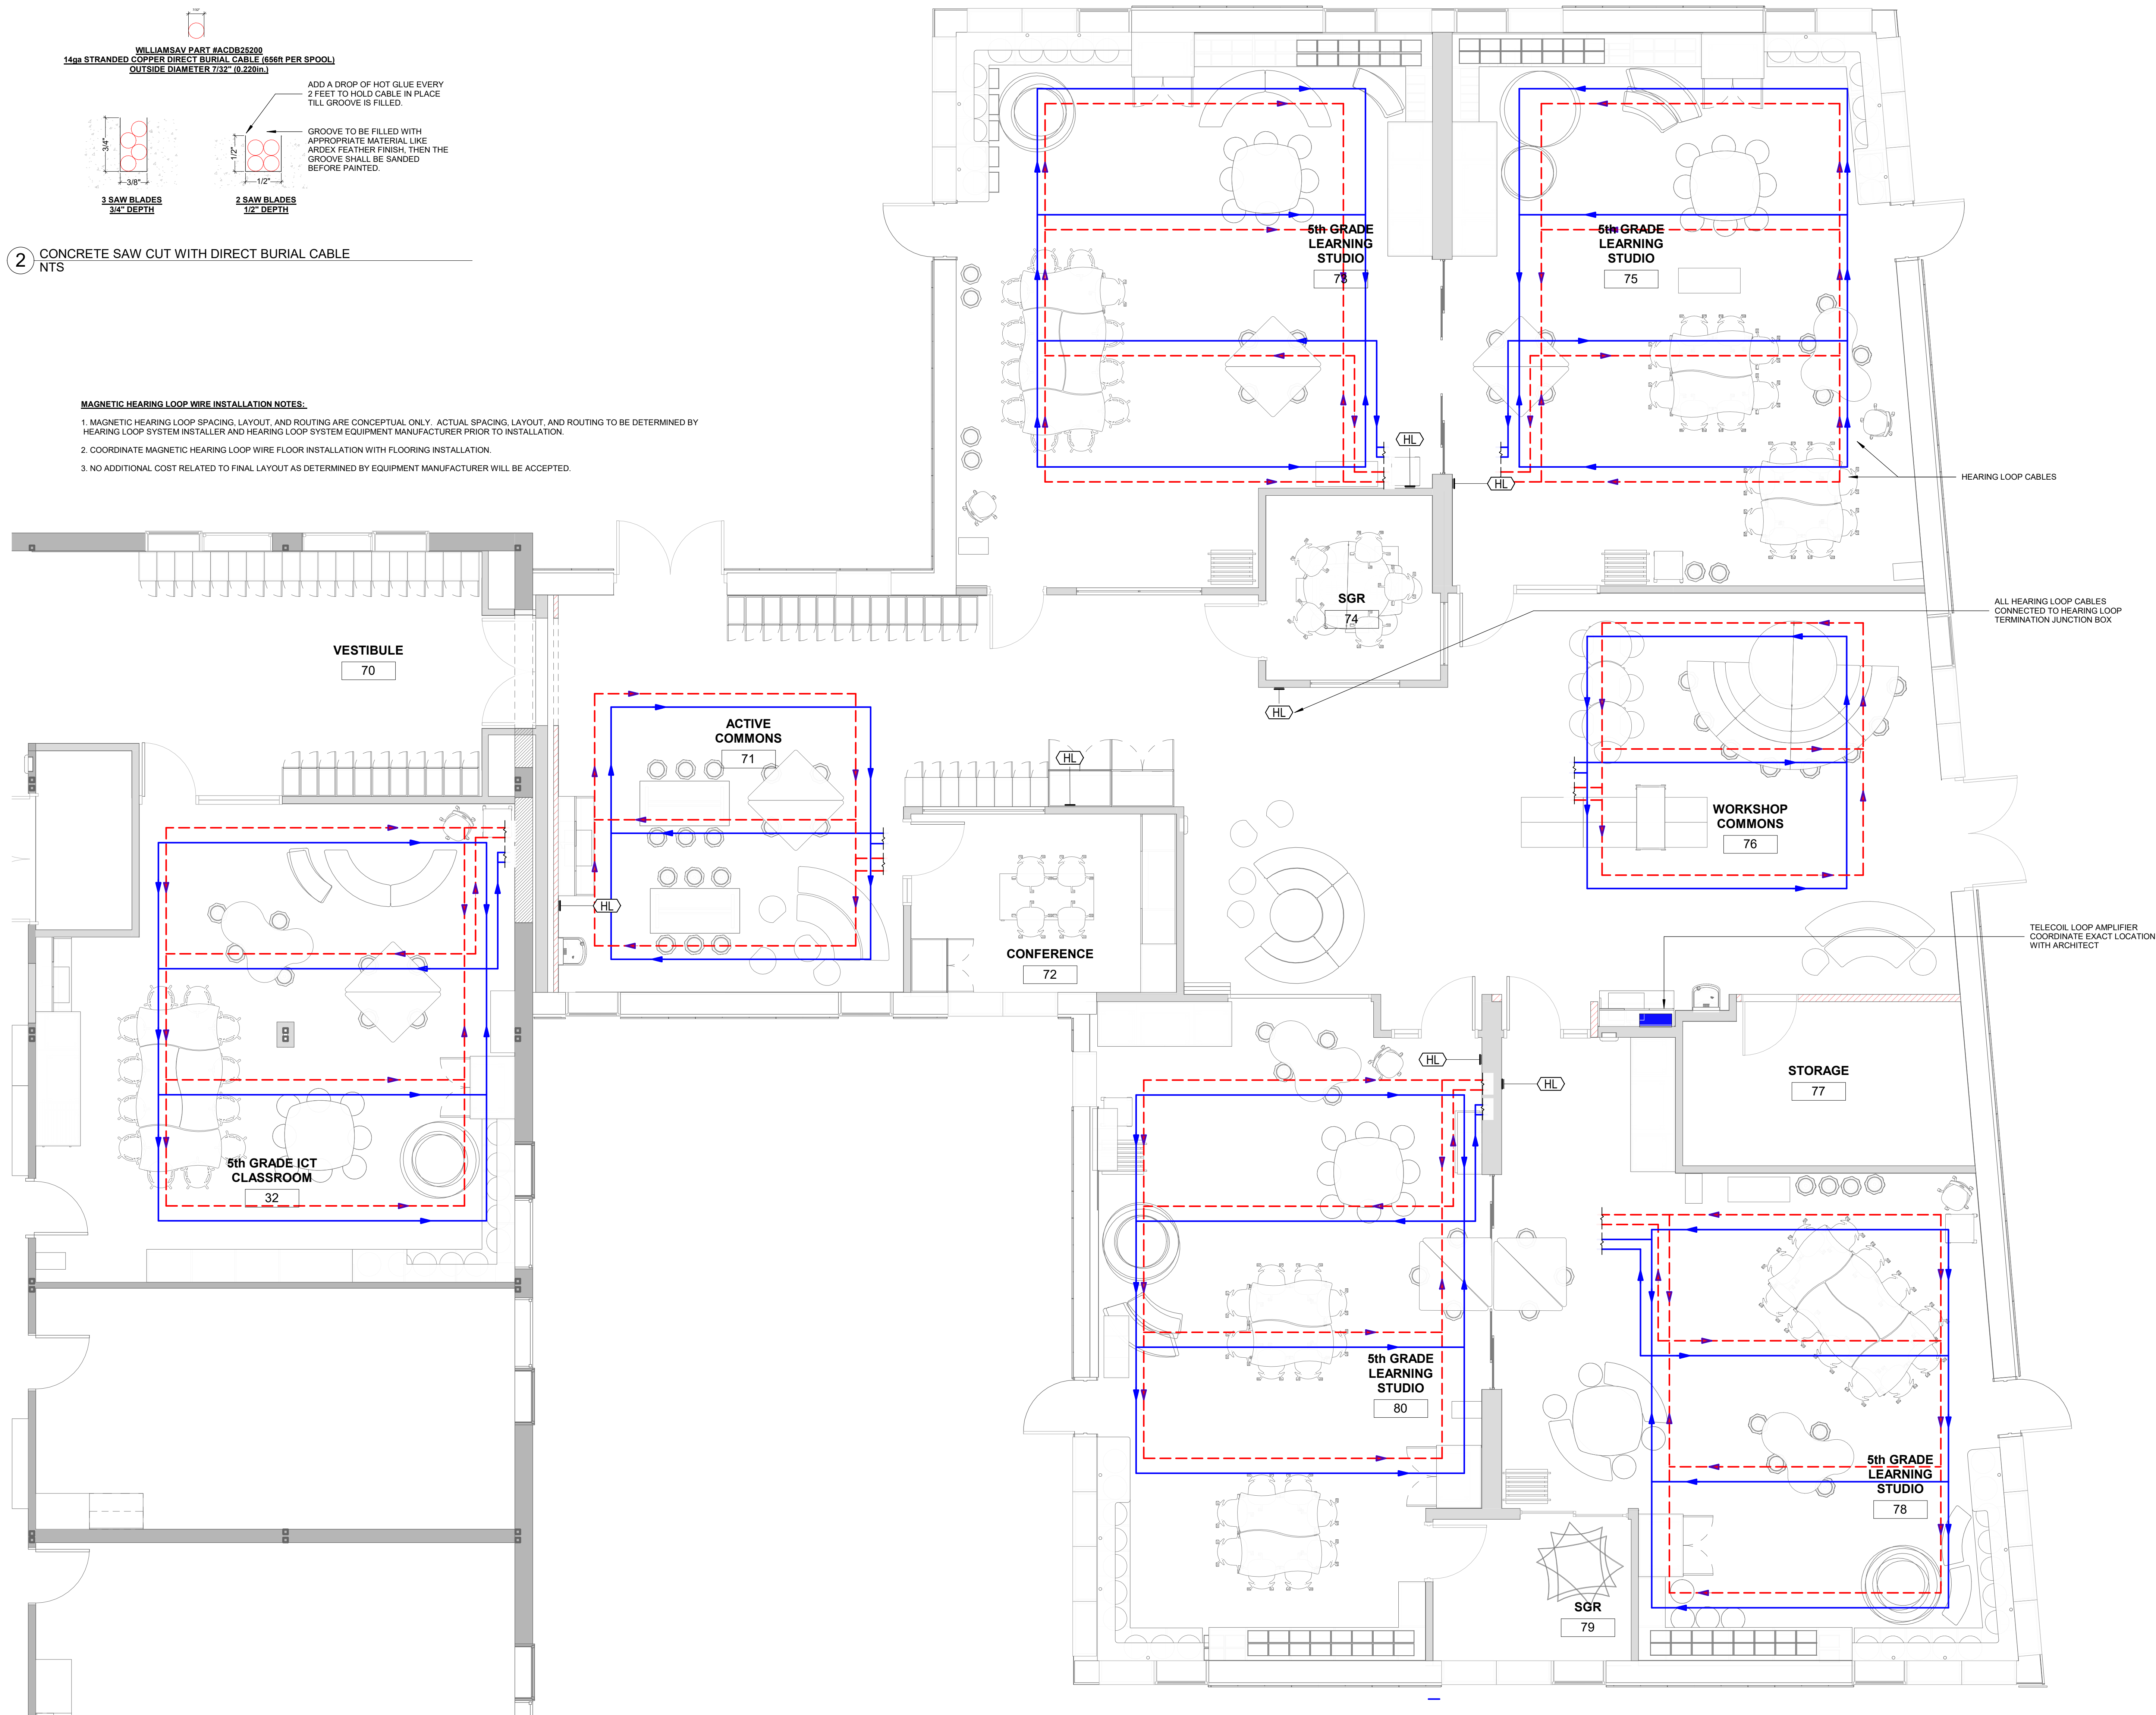 7/32"
WILLIAMSAV PART #ACDB25200
14ga STRANDED COPPER DIRECT BURIAL CABLE (656ft PER SPOOL)
OUTSIDE DIAMETER 7/32" (0.220in.)
ADD A DROP OF HOT GLUE EVERY
2 FEET TO HOLD CABLE IN PLACE
TILL GROOVE IS FILLED.
GROOVE TO BE FILLED WITH
APPROPRIATE MATERIAL LIKE
ARDEX FEATHER FINISH, THEN THE
GROOVE SHALL BE SANDED
BEFORE PAINTED.
3/4"
3/8"
1/2"
1/2"
3 SAW BLADES
3/4" DEPTH
2 SAW BLADES
1/2" DEPTH
2 CONCRETE SAW CUT WITH DIRECT BURIAL CABLE
NTS
MAGNETIC HEARING LOOP WIRE INSTALLATION NOTES:
1. MAGNETIC HEARING LOOP SPACING, LAYOUT, AND ROUTING ARE CONCEPTUAL ONLY. ACTUAL SPACING, LAYOUT, AND ROUTING TO BE DETERMINED BY
HEARING LOOP SYSTEM INSTALLER AND HEARING LOOP SYSTEM EQUIPMENT MANUFACTURER PRIOR TO INSTALLATION.
2. COORDINATE MAGNETIC HEARING LOOP WIRE FLOOR INSTALLATION WITH FLOORING INSTALLATION.
3. NO ADDITIONAL COST RELATED TO FINAL LAYOUT AS DETERMINED BY EQUIPMENT MANUFACTURER WILL BE ACCEPTED.
5th GRADE
LEARNING
STUDIO
73
5th GRADE
LEARNING
STUDIO
75
HL
HL
HEARING LOOP CABLES
SGR
74
ALL HEARING LOOP CABLES
CONNECTED TO HEARING LOOP
TERMINATION JUNCTION BOX
VESTIBULE
70
HL
ACTIVE
COMMONS
71
HL
WORKSHOP
COMMONS
76
HL
CONFERENCE
72
TELECOIL LOOP AMPLIFIER
COORDINATE EXACT LOCATION
WITH ARCHITECT
HL
HL
STORAGE
77
5th GRADE ICT
CLASSROOM
32
5th GRADE
LEARNING
STUDIO
80
5th GRADE
LEARNING
STUDIO
78
SGR
79